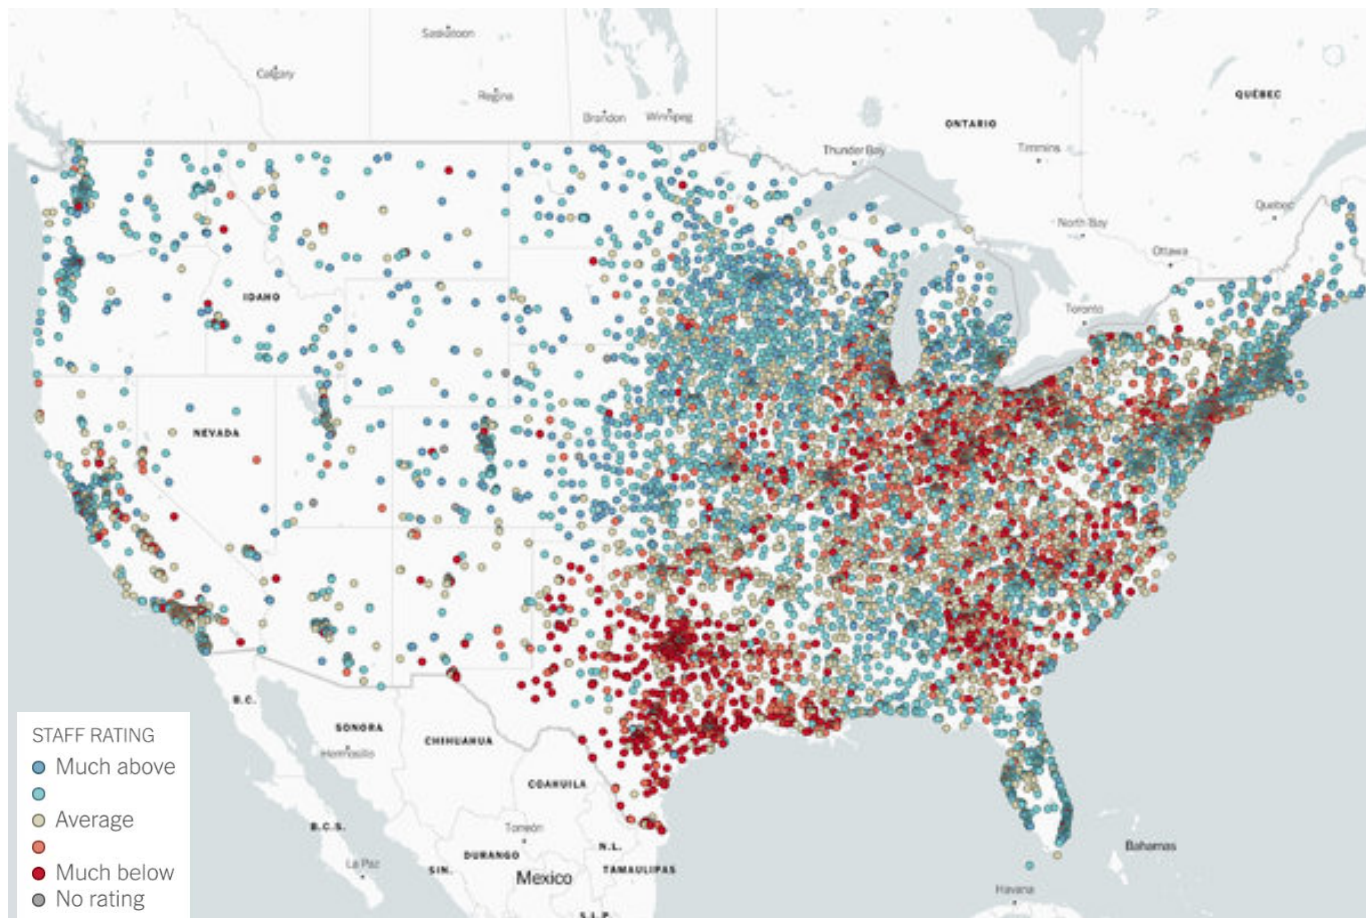 Saskatoon
Calgary
Regina
Brandon
Winnipeg
QUÉBEC
ONTARIO
Thunder Bay
Timmins
Quebec
North Bay
Ottawa
IDAHO
Toronto
NEVADA
B.C.
SONORA
Hermosillo
CHIHUAHUA
COAHUILA
B.C.S.
Torreón
N.L.
La Paz
DURANGO
SIN.
Mexico
TAMAULIPAS
Bahamas
Havana
S.L.P.
STAFF RATING
Much above
Average
Much below
No rating